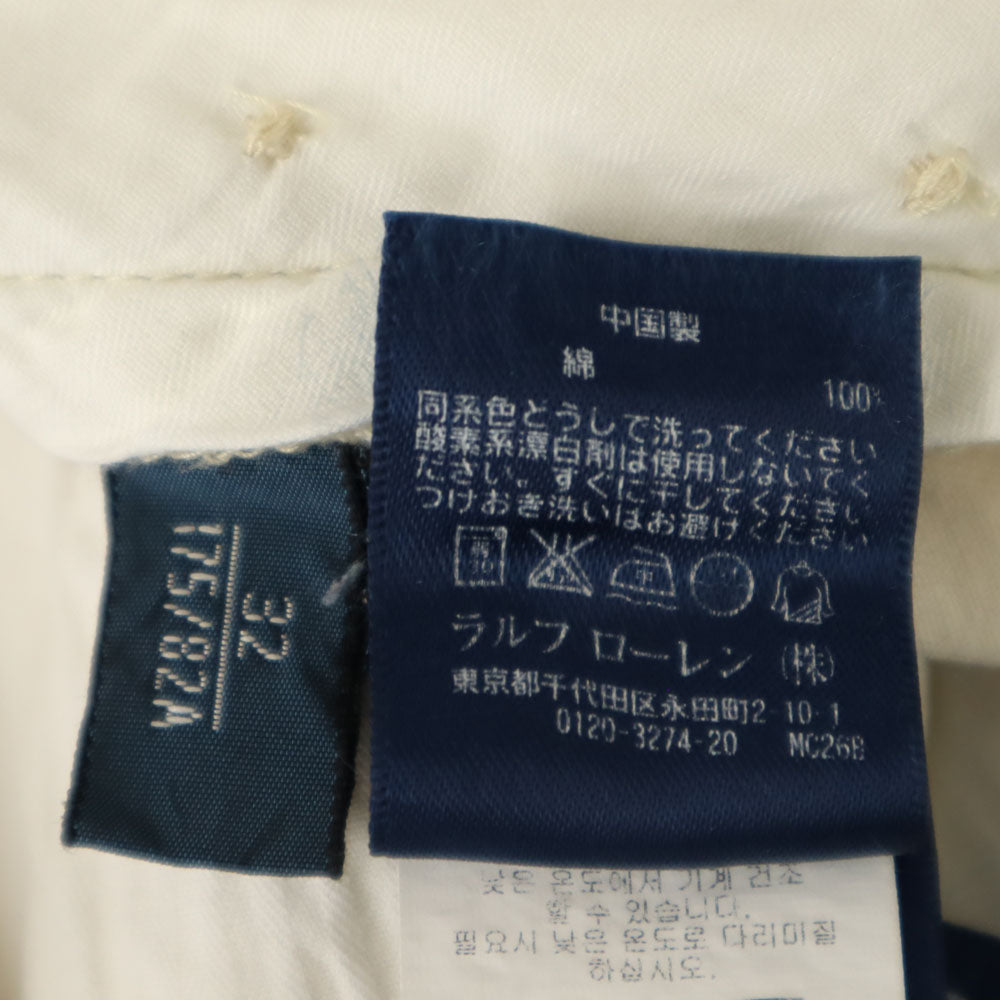 中国製
綿
100%
同系色とうしで洗ってください
酸素系漂白剤は使用しないでく
ださい。すぐに干してください
つけおき洗いはお避けください
ラルフ ローレン (株)
東京都千代田区永田町2-10-1
0120-3274-20 MC26B
32
175/82A
낮은 온도에서 기계 건조
할 수 있습니다.
필요시 낮은 온도로 다리미질
하십시오.